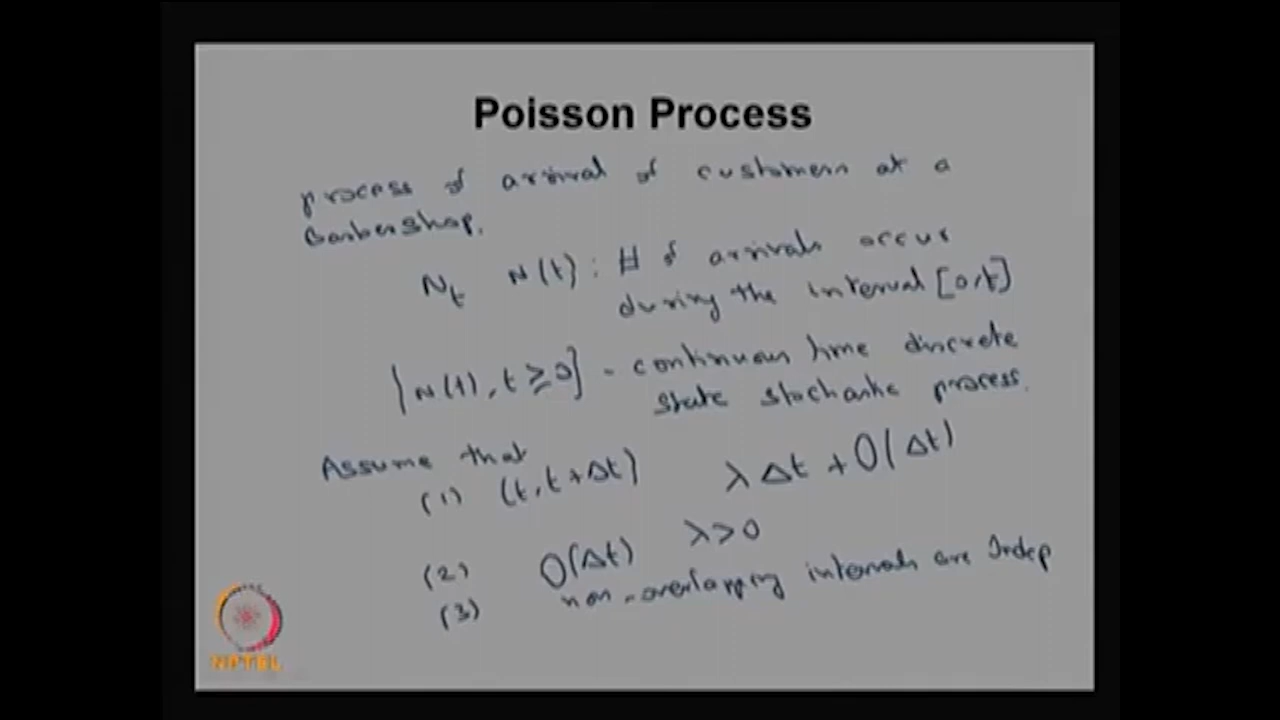 Poisson Process
process of arrival of customers at a
Barbershop.
N_t N(t) : # of arrivals occur
during the interval [0,t]
{N(t), t ≥ 0} - continuous time discrete
state stochastic process.
Assume that
(1) (t, t+Δt) λΔt + O(Δt)
λ>0
(2) O(Δt)
(3) non-overlapping intervals are Indep
NPTEL